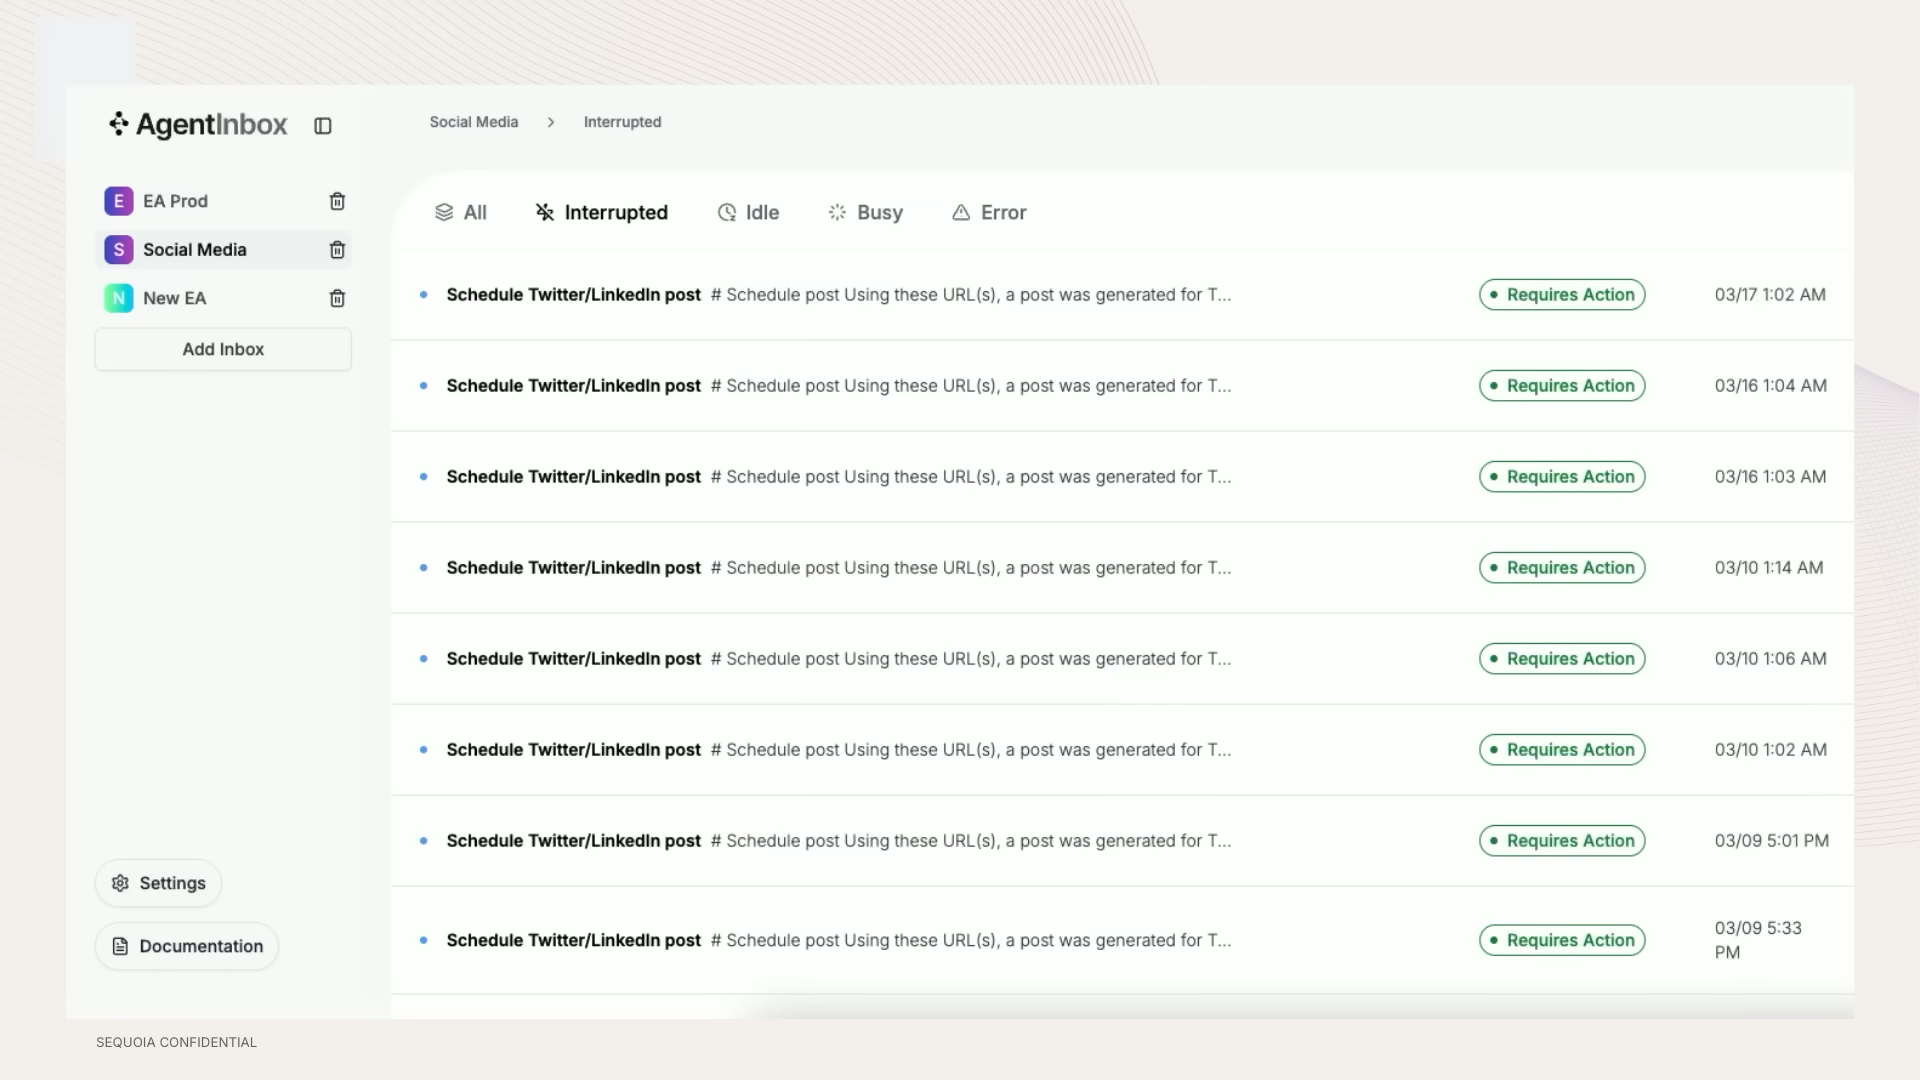 AgentInbox
Social Media > Interrupted
E EA Prod
S Social Media
N New EA
Add Inbox
All Interrupted Idle Busy Error
Schedule Twitter/LinkedIn post # Schedule post Using these URL(s), a post was generated for T... Requires Action 03/17 1:02 AM
Schedule Twitter/LinkedIn post # Schedule post Using these URL(s), a post was generated for T... Requires Action 03/16 1:04 AM
Schedule Twitter/LinkedIn post # Schedule post Using these URL(s), a post was generated for T... Requires Action 03/16 1:03 AM
Schedule Twitter/LinkedIn post # Schedule post Using these URL(s), a post was generated for T... Requires Action 03/10 1:14 AM
Schedule Twitter/LinkedIn post # Schedule post Using these URL(s), a post was generated for T... Requires Action 03/10 1:06 AM
Schedule Twitter/LinkedIn post # Schedule post Using these URL(s), a post was generated for T... Requires Action 03/10 1:02 AM
Schedule Twitter/LinkedIn post # Schedule post Using these URL(s), a post was generated for T... Requires Action 03/09 5:01 PM
Schedule Twitter/LinkedIn post # Schedule post Using these URL(s), a post was generated for T... Requires Action 03/09 5:33
PM
Settings
Documentation
SEQUOIA CONFIDENTIAL